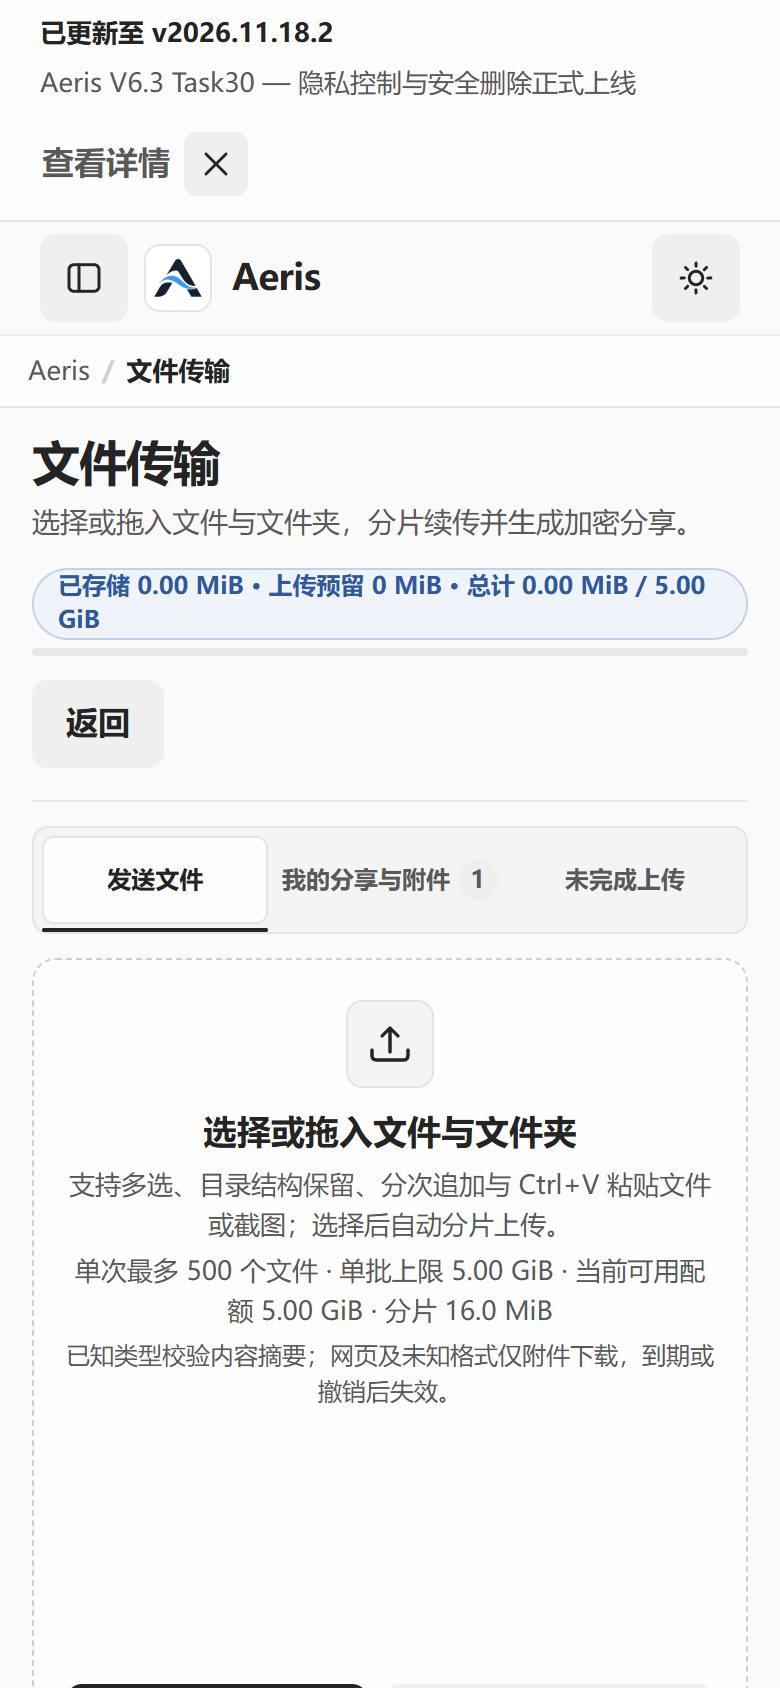 已更新至 v2026.11.18.2
Aeris V6.3 Task30 — 隐私控制与安全删除正式上线
查看详情
Aeris
Aeris / 文件传输
文件传输
选择或拖入文件与文件夹，分片续传并生成加密分享。
已存储 0.00 MiB • 上传预留 0 MiB • 总计 0.00 MiB / 5.00
GiB
返回
发送文件 我的分享与附件 1 未完成上传
选择或拖入文件与文件夹
支持多选、目录结构保留、分次追加与 Ctrl+V 粘贴文件
或截图；选择后自动分片上传。
单次最多 500 个文件 · 单批上限 5.00 GiB · 当前可用配
额 5.00 GiB · 分片 16.0 MiB
已知类型校验内容摘要；网页及未知格式仅附件下载，到期或
撤销后失效。